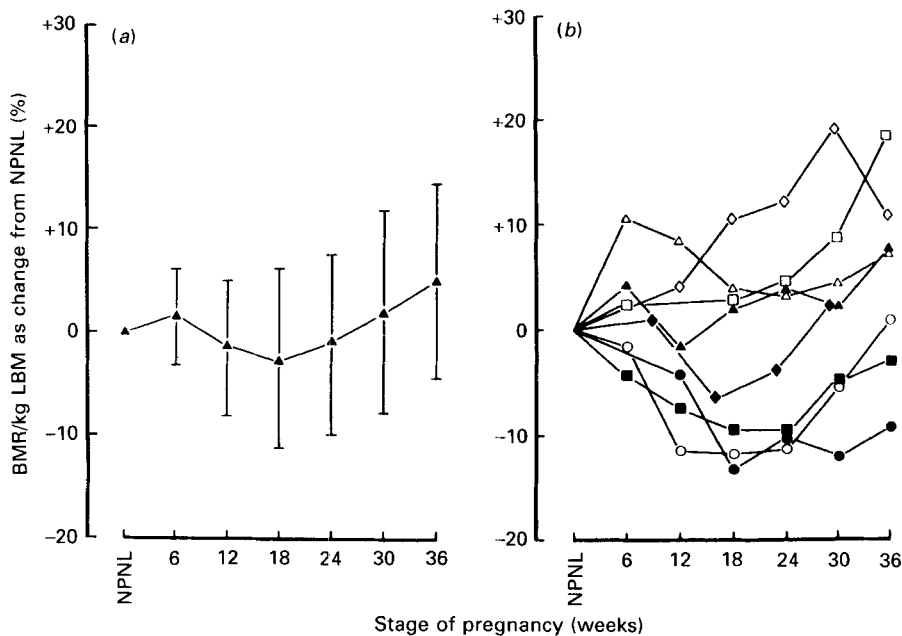 BMR/kg LBM as change from NPNL (%)
(a)
+30
+20
+10
0
−10
−20
NPNL 6 12 18 24 30 36
(b)
+30
+20
+10
0
−10
−20
NPNL 6 12 18 24 30 36
Stage of pregnancy (weeks)